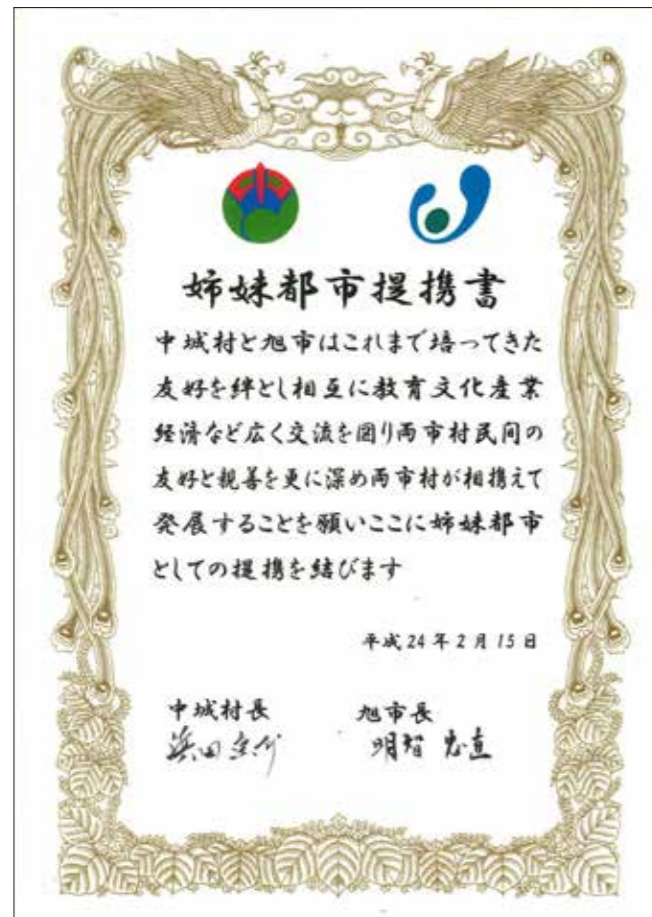 姉妹都市提携書
中城村と旭市はこれまで培ってきた
友好を絆とし相互に教育文化産業
経済など広く交流を図り両市村民間の
友好と親善を更に深め両市村が相携えて
発展することを願いここに姉妹都市
としての提携を結びます
平成24年2月15日
中城村長 旭市長
浜田京介 明智忠直